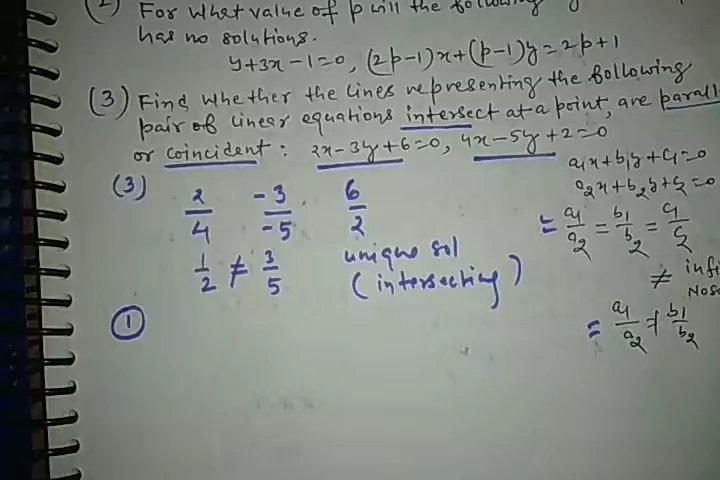 For what value of p will the following
has no solutions.
y+3x-1=0, (2p-1)x+(p-1)y=2p+1
(3) Find whether the lines representing the following
pair of linear equations intersect at a point, are parall
or coincident: 2x-3y+6=0, 4x-5y+2=0
(3) 2/4 -3/-5 6/2
1/2 ≠ 3/5 unique sol
(intersecting)
①
a₁x+b₁y+c₁=0
a₂x+b₂y+c₂=0
= a₁/a₂ = b₁/b₂ = c₁/c₂
≠ infi
Noso
= a₁/a₂ ≠ b₁/b₂